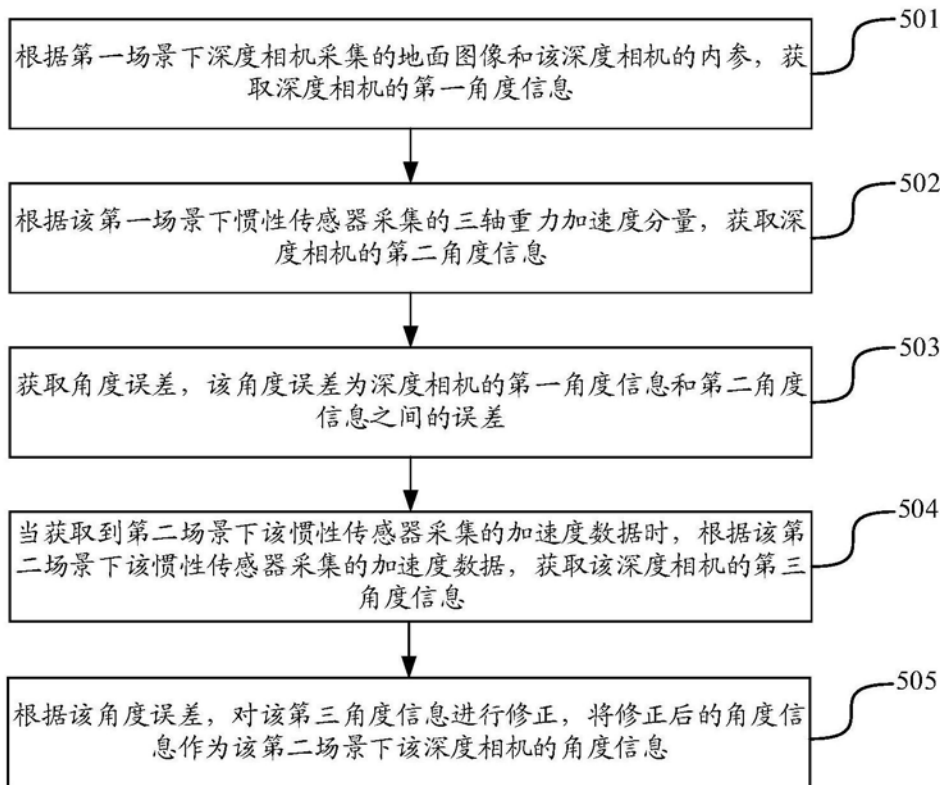 根据第一场景下深度相机采集的地面图像和该深度相机的内参，获
取深度相机的第一角度信息
501
根据该第一场景下惯性传感器采集的三轴重力加速度分量，获取深
度相机的第二角度信息
502
获取角度误差，该角度误差为深度相机的第一角度信息和第二角度
信息之间的误差
503
当获取到第二场景下该惯性传感器采集的加速度数据时，根据该第
二场景下该惯性传感器采集的加速度数据，获取该深度相机的第三
角度信息
504
根据该角度误差，对该第三角度信息进行修正，将修正后的角度信
息作为该第二场景下该深度相机的角度信息
505